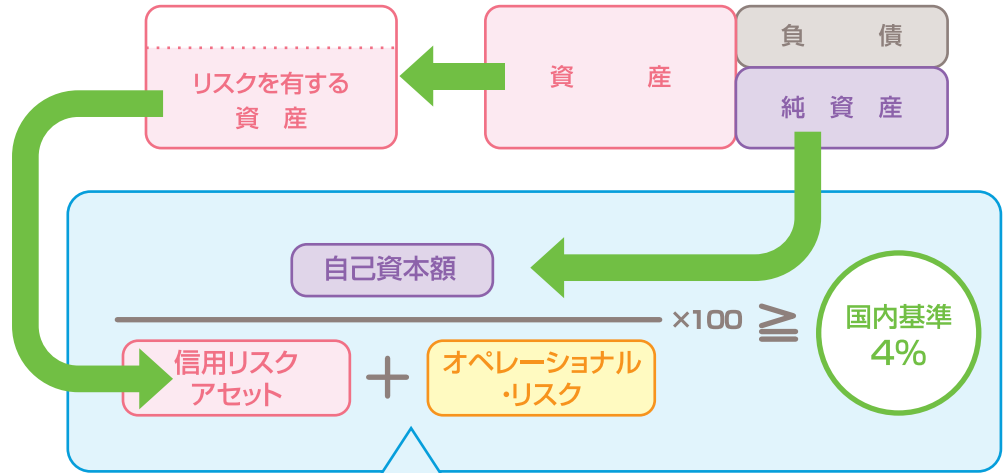 リスクを有する
資 産
資 産
負 債
純 資 産
自己資本額
×100 ≧
国内基準
4%
信用リスク
アセット
+
オペレーショナル
・リスク